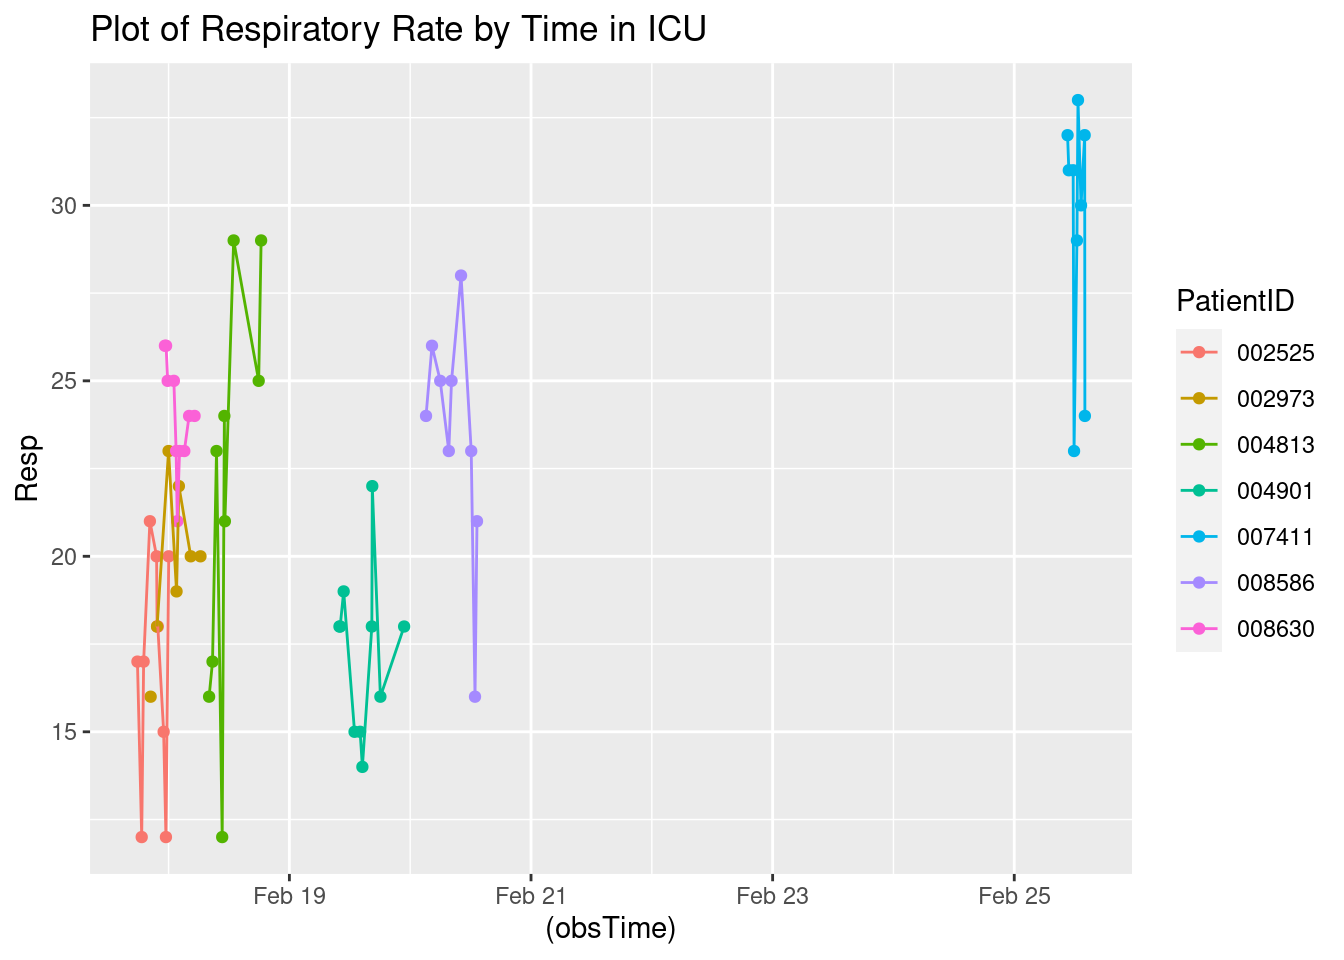 Plot of Respiratory Rate by Time in ICU
Resp
30
25
20
15
Feb 19
Feb 21
Feb 23
Feb 25
(obsTime)
PatientID
002525
002973
004813
004901
007411
008586
008630